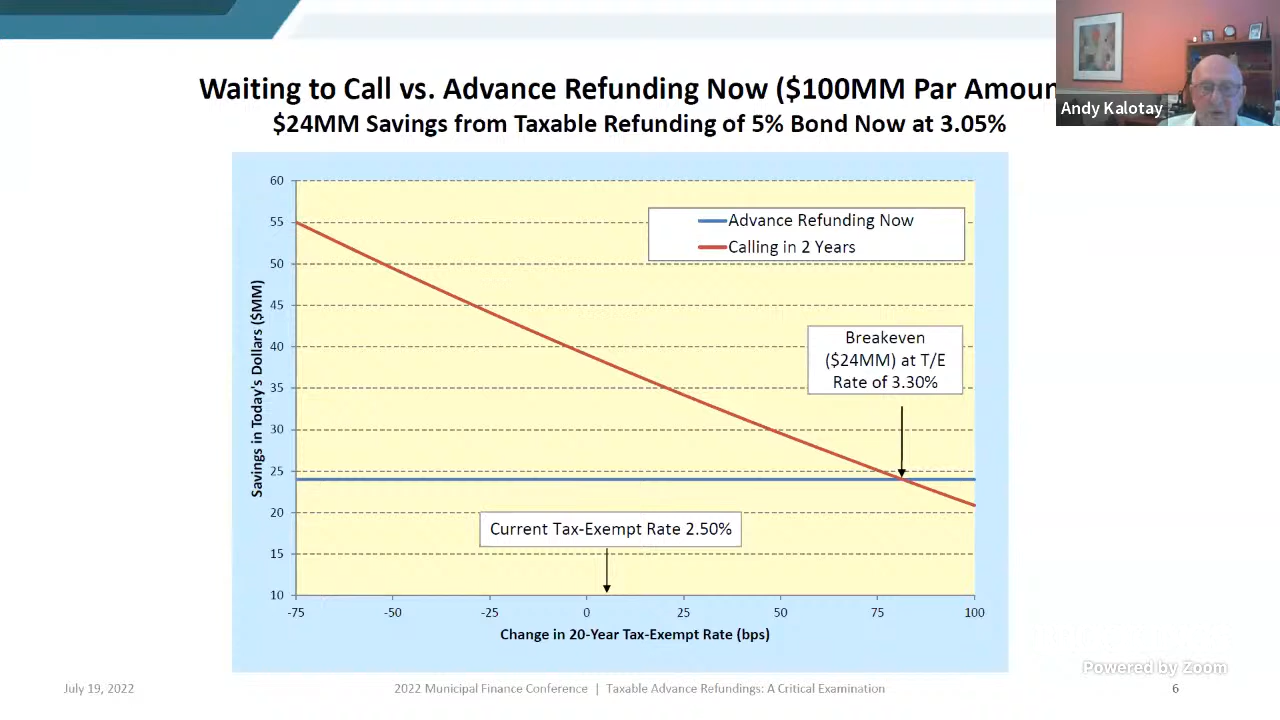 Waiting to Call vs. Advance Refunding Now ($100MM Par Amoun
$24MM Savings from Taxable Refunding of 5% Bond Now at 3.05%
Andy Kalotay
Savings in Today's Dollars ($MM)
60
55
50
45
40
35
30
25
20
15
10
Advance Refunding Now
Calling in 2 Years
Breakeven
($24MM) at T/E
Rate of 3.30%
Current Tax-Exempt Rate 2.50%
-75 -50 -25 0 25 50 75 100
Change in 20-Year Tax-Exempt Rate (bps)
Powered by Zoom
July 19, 2022
2022 Municipal Finance Conference | Taxable Advance Refundings: A Critical Examination
6